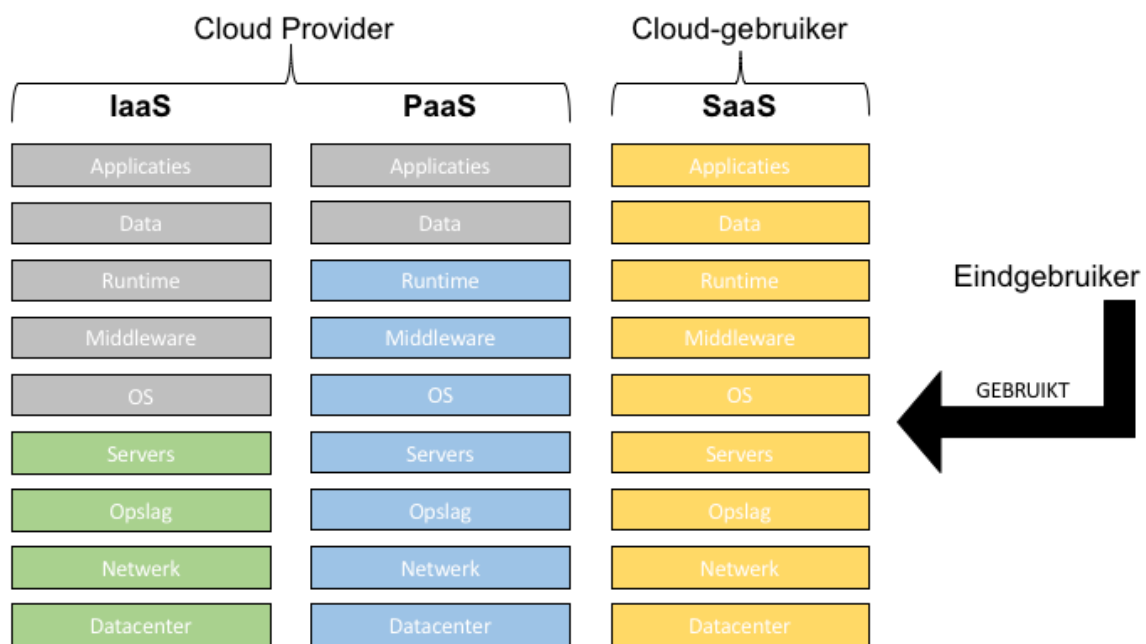 Cloud Provider
Cloud-gebruiker
IaaS
PaaS
SaaS
Applicaties
Applicaties
Applicaties
Data
Data
Data
Runtime
Runtime
Runtime
Eindgebruiker
Middleware
Middleware
Middleware
OS
OS
OS
GEBRUIKT
Servers
Servers
Servers
Opslag
Opslag
Opslag
Netwerk
Netwerk
Netwerk
Datacenter
Datacenter
Datacenter